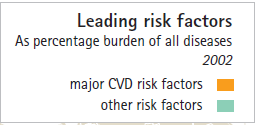 Leading risk factors
As percentage burden of all diseases
2002
major CVD risk factors
other risk factors